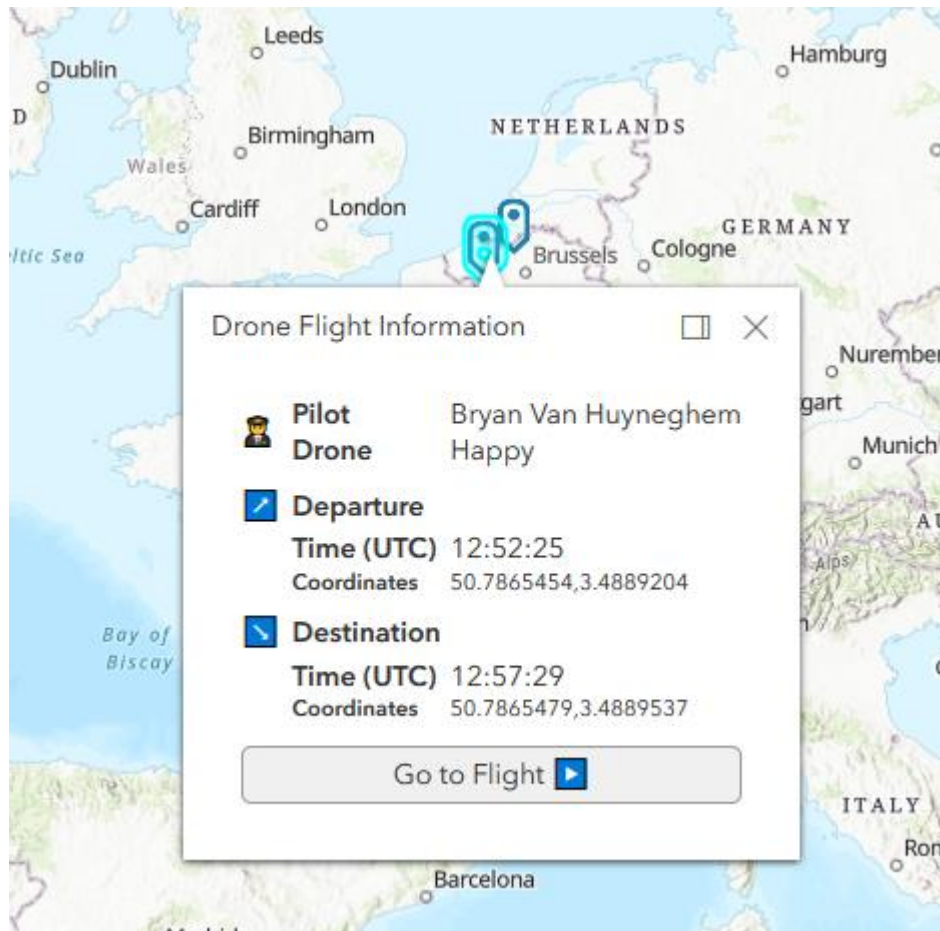 Leeds
Hamburg
Dublin
D
NETHERLANDS
Birmingham
Wales
Cardiff
London
GERMANY
ltic Sea
Brussels
Cologne
Drone Flight Information
Nurember
Pilot Bryan Van Huyneghem
gart
Drone Happy
Munich
Departure
AU
Time (UTC) 12:52:25
Alps
Coordinates 50.7865454,3.4889204
Bay of
Biscay
Destination
Time (UTC) 12:57:29
Coordinates 50.7865479,3.4889537
Go to Flight
ITALY
Rom
Barcelona